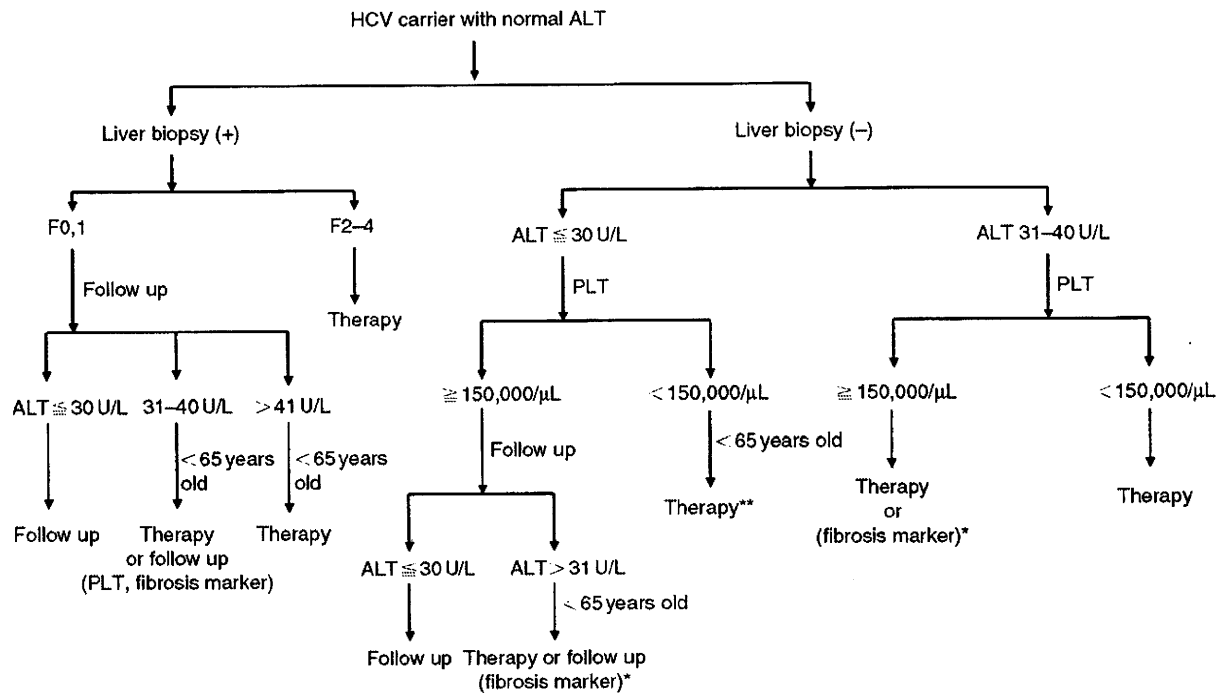 HCV carrier with normal ALT
Liver biopsy (+)
Liver biopsy (–)
F0,1
F2–4
ALT ≦ 30 U/L
ALT 31–40 U/L
Follow up
Therapy
PLT
PLT
ALT ≦ 30 U/L
31–40 U/L
>41 U/L
≧ 150,000/μL
<150,000/μL
≧ 150,000/μL
<150,000/μL
<65 years
old
<65 years
old
Follow up
<65 years old
Follow up
Therapy
or follow up
(PLT, fibrosis marker)
Therapy
Therapy**
Therapy
or
(fibrosis marker)*
Therapy
ALT ≦ 30 U/L
ALT > 31 U/L
<65 years old
Follow up
Therapy or follow up
(fibrosis marker)*